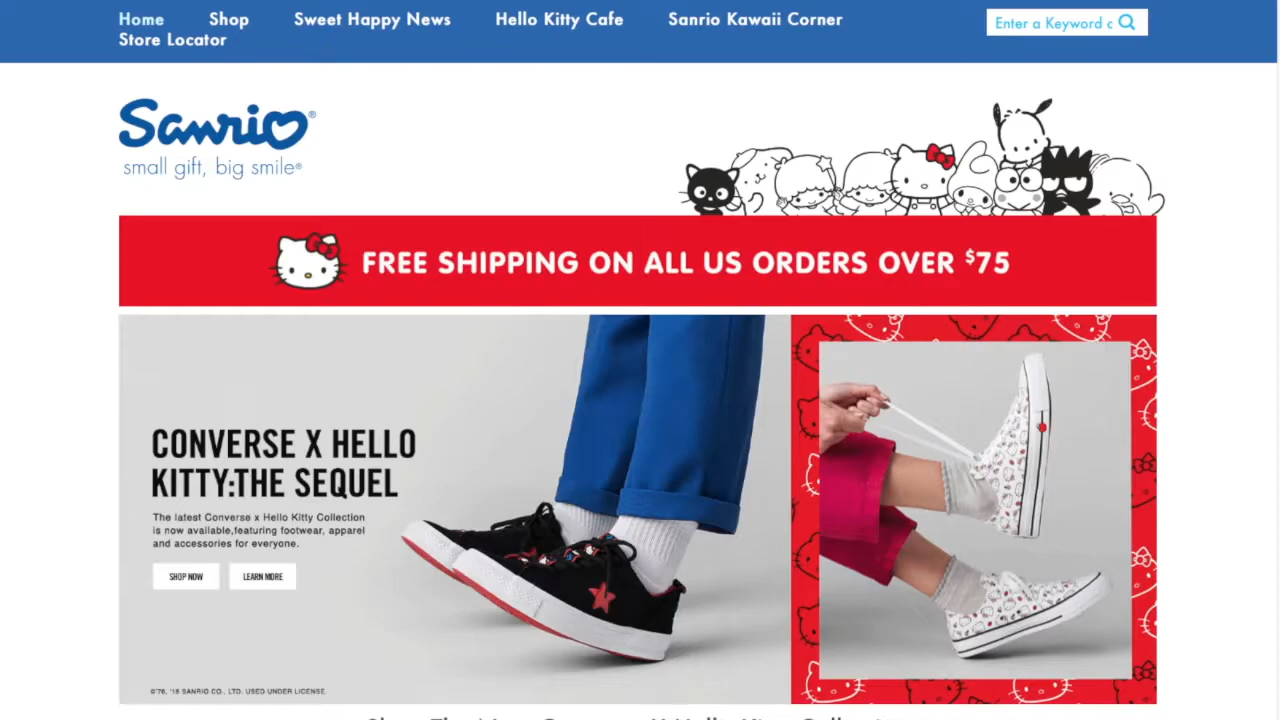 Home Shop Sweet Happy News Hello Kitty Cafe Sanrio Kawaii Corner
Store Locator
Enter a Keyword c
Sanrio®
small gift, big smile®
FREE SHIPPING ON ALL US ORDERS OVER $75
CONVERSE X HELLO
KITTY:THE SEQUEL
The latest Converse x Hello Kitty Collection
is now available,featuring footwear, apparel
and accessories for everyone.
SHOP NOW LEARN MORE
©'76, '18 SANRIO CO., LTD. USED UNDER LICENSE.